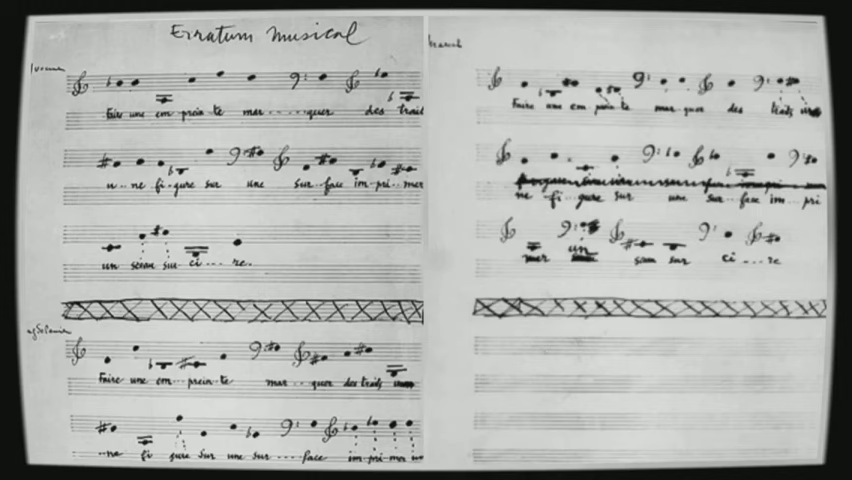 Erratum Musical
Yvonne
Faire une em prein te mar - - - - - quer des trait
u - - ne fi - gure sur une sur - face im - pri - mer
un sceau sur ci - - - re.
Magdeleine
Faire une em - - prein te mar - - quer des traits
- - ne fi gure sur une sur - - - - face im - pri mer un
Marcel
Faire une em prein te mar quer des traits
ne fi - gure sur une sur - face im - pri
mer un sceau sur ci - - - re